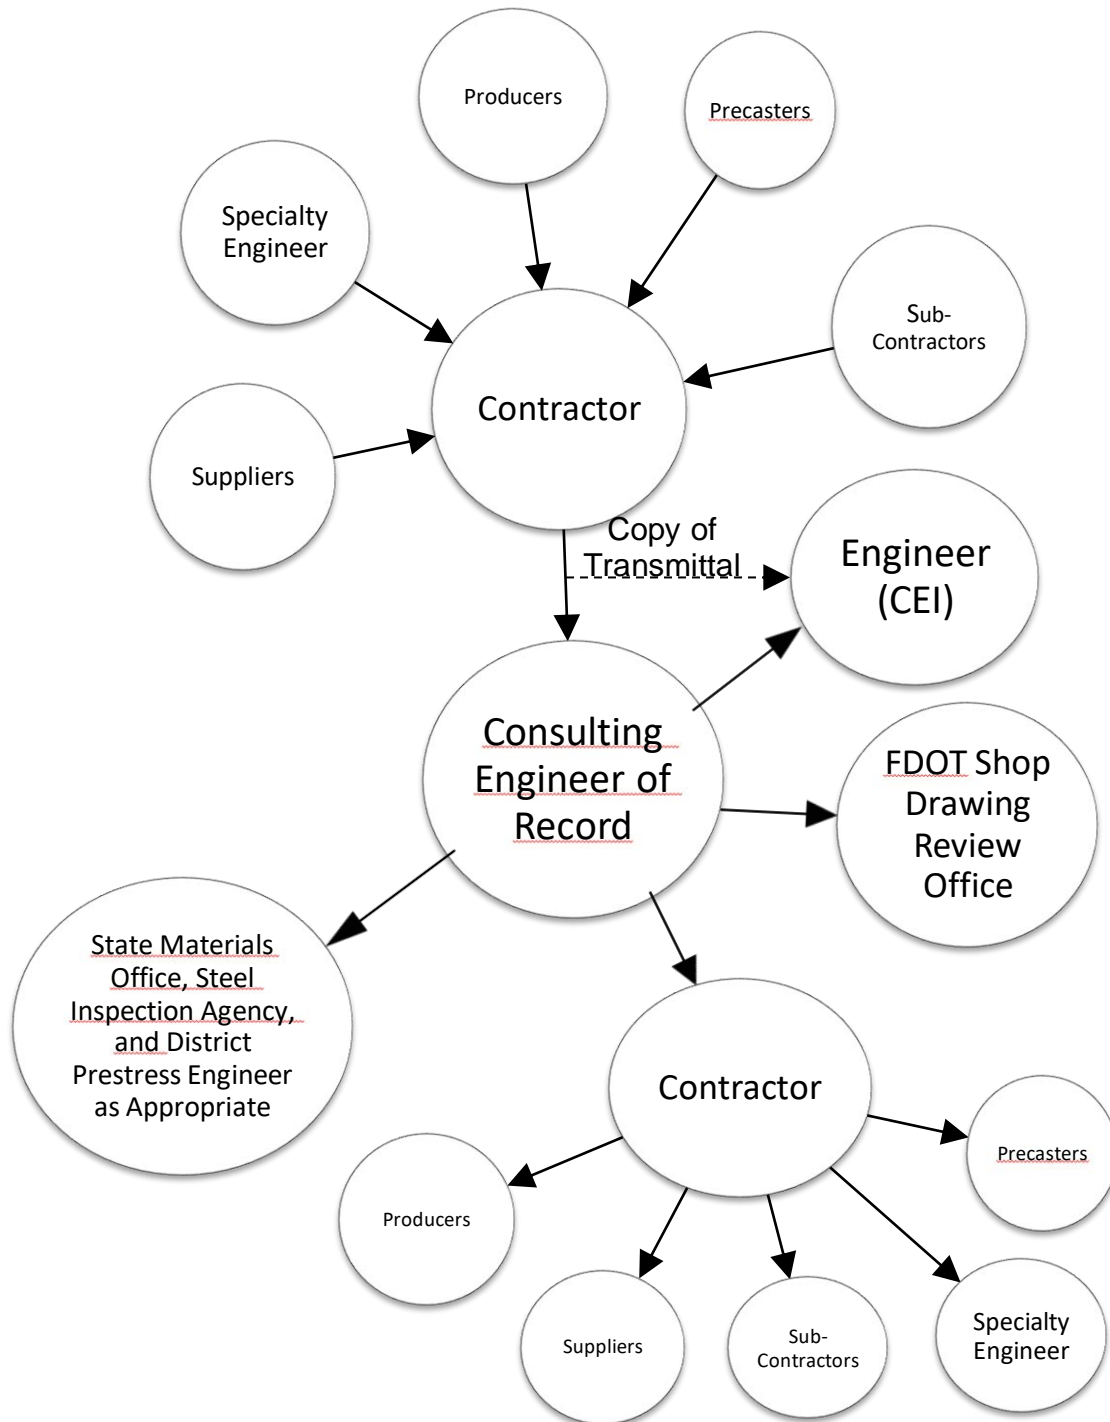 Producers
Precasters
Specialty
Engineer
Sub-
Contractors
Contractor
Suppliers
Copy of
Transmittal
Engineer
(CEI)
Consulting
Engineer of
Record
FDOT Shop
Drawing
Review
Office
State Materials
Office, Steel
Inspection Agency,
and District
Prestress Engineer
as Appropriate
Contractor
Precasters
Producers
Suppliers
Sub-
Contractors
Specialty
Engineer